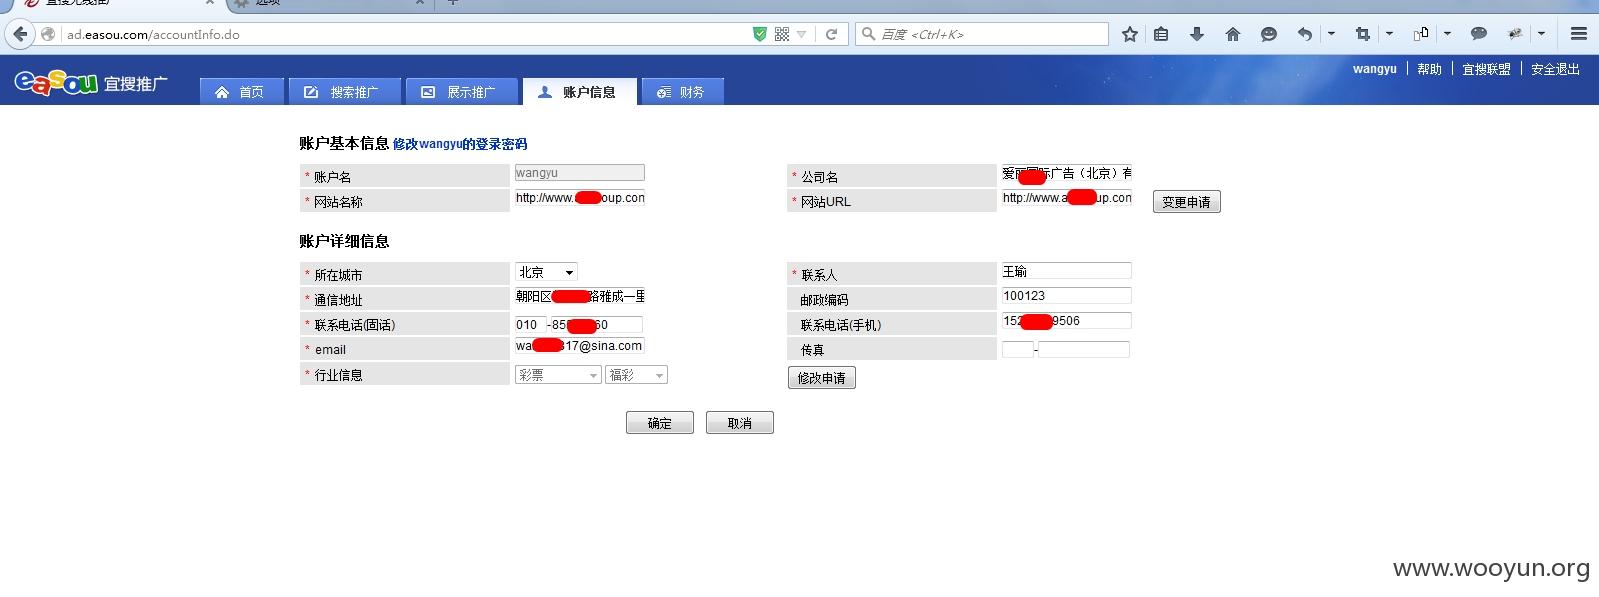 宜搜无线推广
选项
ad.easou.com/accountInfo.do
百度 <Ctrl+K>
easou 宜搜推广
首页 搜索推广 展示推广 账户信息 财务
wangyu 帮助 宜搜联盟 安全退出
账户基本信息 修改wangyu的登录密码
* 账户名 wangyu * 公司名 爱丽国际广告（北京）有
* 网站名称 http://www.a oup.con * 网站URL http://www.a up.con 变更申请
账户详细信息
* 所在城市 北京 * 联系人 王瑜
* 通信地址 朝阳区 路雅成一里 邮政编码 100123
* 联系电话(固话) 010 -85 60 联系电话(手机) 152 9506
* email wa 317@sina.com 传真 -
* 行业信息 彩票 福彩 修改申请
确定 取消
www.wooyun.org